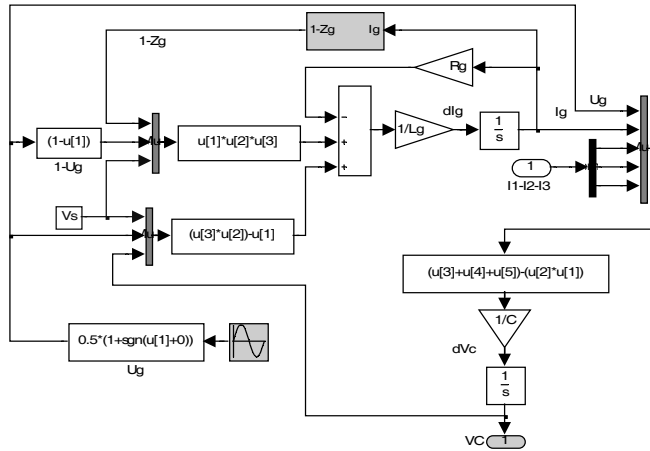 1-Zg
1-Zg Ig
Rg
dIg
Ig
Ug
(1-u[1])
1-Ug
u[1]*u[2]*u[3]
−
+
+
1/Lg
1
s
1
I1-I2-I3
Vs
(u[3]*u[2])-u[1]
(u[3]+u[4]+u[5])-(u[2]*u[1])
1/C
dVc
0.5*(1+sgn(u[1]+0))
Ug
1
s
VC
1